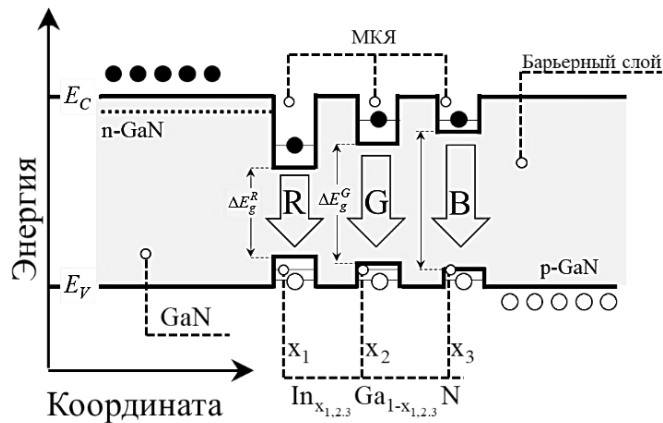 МКЯ
Барьерный слой
E_C
n-GaN
ΔE_g^R
R
ΔE_g^G
G
B
Энергия
E_V
GaN
p-GaN
x_1
x_2
x_3
In_{x_{1,2.3}} Ga_{1-x_{1,2.3}} N
Координата